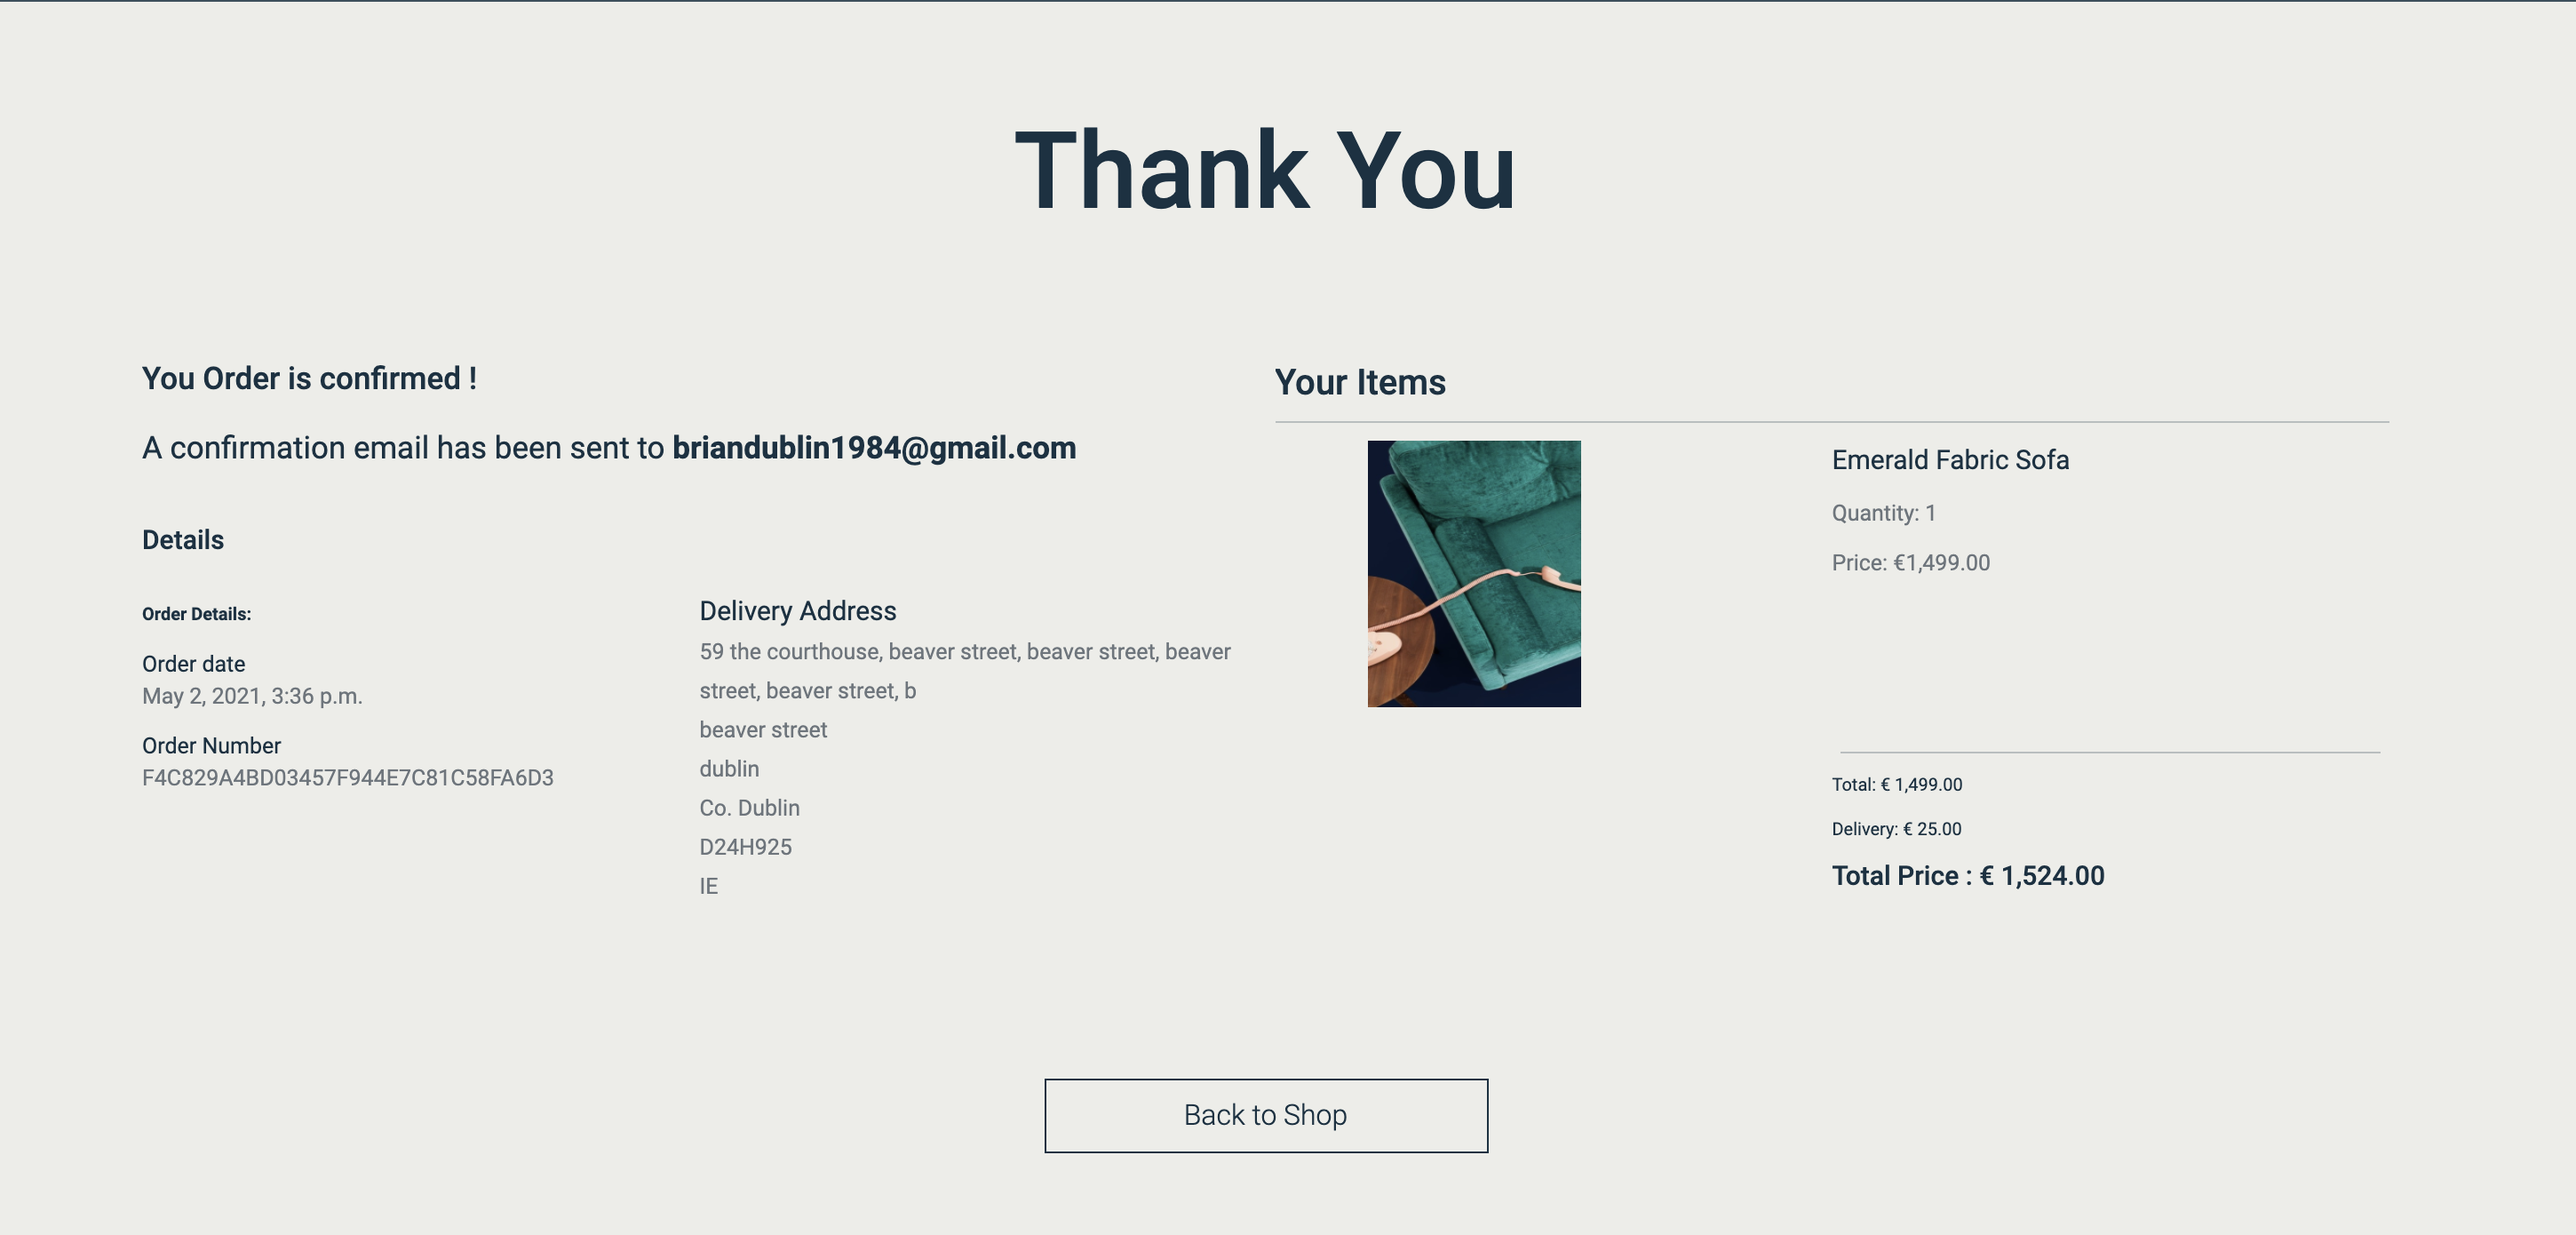 Thank You
You Order is confirmed !
A confirmation email has been sent to briandublin1984@gmail.com
Details
Order Details:
Order date
May 2, 2021, 3:36 p.m.
Order Number
F4C829A4BD03457F944E7C81C58FA6D3
Delivery Address
59 the courthouse, beaver street, beaver street, beaver
street, beaver street, b
beaver street
dublin
Co. Dublin
D24H925
IE
Your Items
Emerald Fabric Sofa
Quantity: 1
Price: €1,499.00
Total: € 1,499.00
Delivery: € 25.00
Total Price : € 1,524.00
Back to Shop